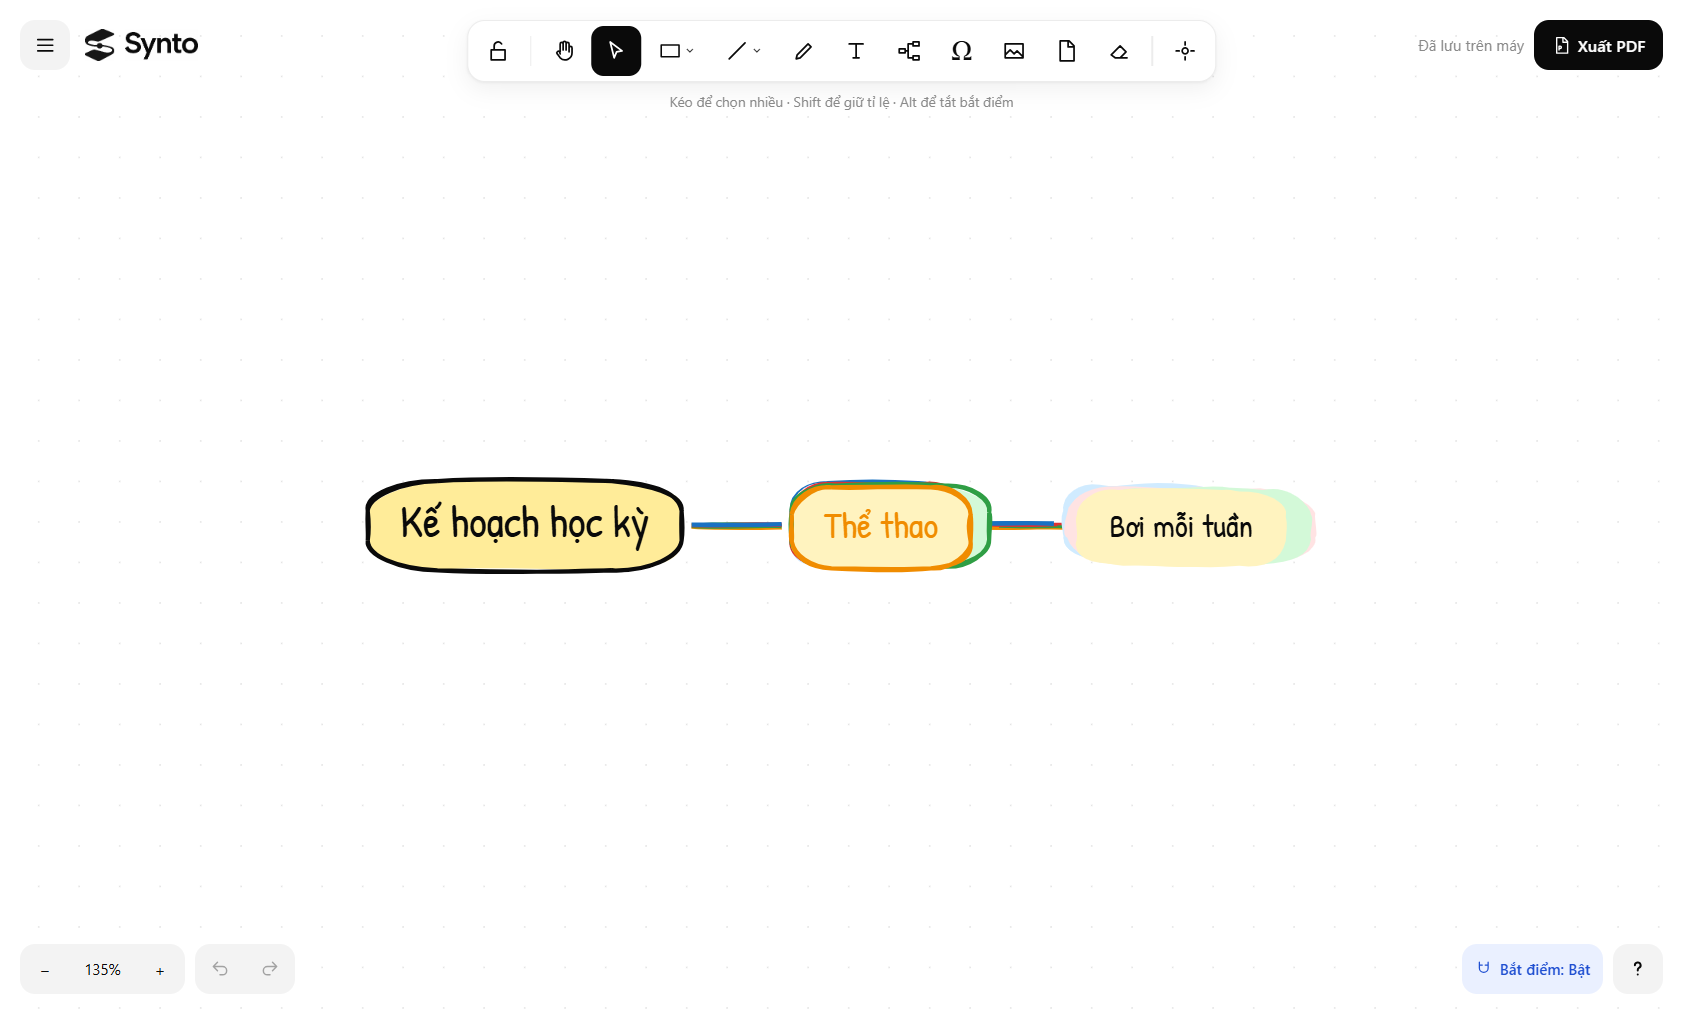 Synto
Đã lưu trên máy
Xuất PDF
Kéo để chọn nhiều · Shift để giữ tỉ lệ · Alt để tắt bắt điểm
Kế hoạch học kỳ
Thể thao
Bơi mỗi tuần
− 135% +
Bắt điểm: Bật
?